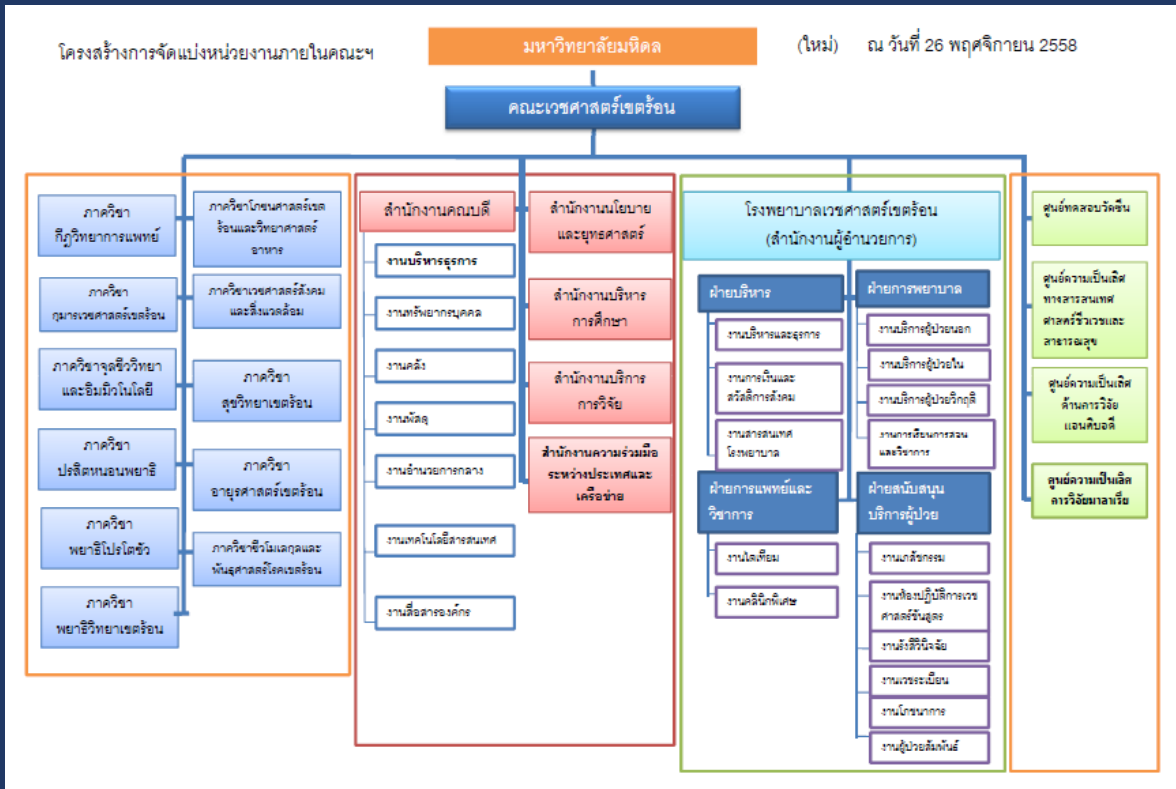 โครงสร้างการจัดแบ่งหน่วยงานภายในคณะฯ
มหาวิทยาลัยมหิดล
(ใหม่) ณ วันที่ 26 พฤศจิกายน 2558
คณะเวชศาสตร์เขตร้อน
ภาควิชา
กีฏวิทยาการแพทย์
ภาควิชา
กุมารเวชศาสตร์เขตร้อน
ภาควิชาจุลชีววิทยา
และอิมมิวโนโลยี
ภาควิชา
ปรสิตหนอนพยาธิ
ภาควิชา
พยาธิโปรโตซัว
ภาควิชา
พยาธิวิทยาเขตร้อน
ภาควิชาโภชนศาสตร์เขต
ร้อนและวิทยาศาสตร์
อาหาร
ภาควิชาเวชศาสตร์สังคม
และสิ่งแวดล้อม
ภาควิชา
สุขวิทยาเขตร้อน
ภาควิชา
อายุรศาสตร์เขตร้อน
ภาควิชาชีวโมเลกุลและ
พันธุศาสตร์โรคเขตร้อน
สำนักงานคณบดี
งานบริหารธุรการ
งานทรัพยากรบุคคล
งานคลัง
งานพัสดุ
งานอำนวยการกลาง
งานเทคโนโลยีสารสนเทศ
งานสื่อสารองค์กร
สำนักงานนโยบาย
และยุทธศาสตร์
สำนักงานบริหาร
การศึกษา
สำนักงานบริการ
การวิจัย
สำนักงานความร่วมมือ
ระหว่างประเทศและ
เครือข่าย
โรงพยาบาลเวชศาสตร์เขตร้อน
(สำนักงานผู้อำนวยการ)
ฝ่ายบริหาร
งานบริหารและธุรการ
งานการเงินและ
สวัสดิการสังคม
งานสารสนเทศ
โรงพยาบาล
ฝ่ายการแพทย์และ
วิชาการ
งานไตเทียม
งานคลินิกพิเศษ
ฝ่ายการพยาบาล
งานบริการผู้ป่วยนอก
งานบริการผู้ป่วยใน
งานบริการผู้ป่วยวิกฤติ
งานการเรียนการสอน
และวิชาการ
ฝ่ายสนับสนุน
บริการผู้ป่วย
งานเภสัชกรรม
งานห้องปฏิบัติการเวช
ศาสตร์ชันสูตร
งานรังสีวินิจฉัย
งานเวชระเบียน
งานโภชนาการ
งานผู้ป่วยสัมพันธ์
ศูนย์ทดสอบวัคซีน
ศูนย์ความเป็นเลิศ
ทางสารสนเทศ
ศาสตร์ชีวเวชและ
สาธารณสุข
ศูนย์ความเป็นเลิศ
ด้านการวิจัย
แอนติบอดี
ศูนย์ความเป็นเลิศ
การวิจัยมาลาเรีย